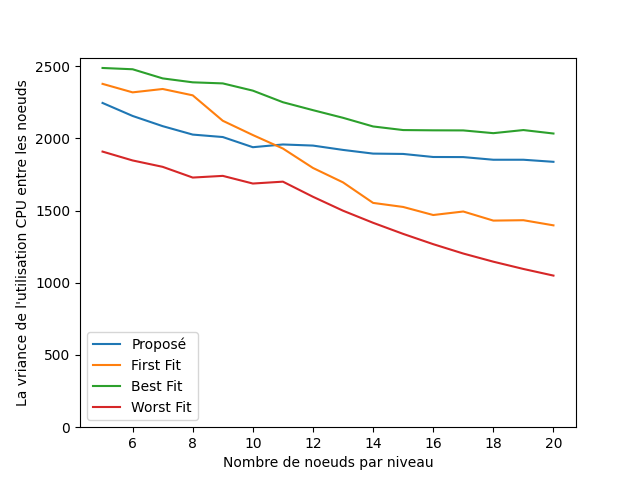 La vriance de l'utilisation CPU entre les noeuds
2500
2000
1500
1000
500
0
Proposé
First Fit
Best Fit
Worst Fit
6 8 10 12 14 16 18 20
Nombre de noeuds par niveau